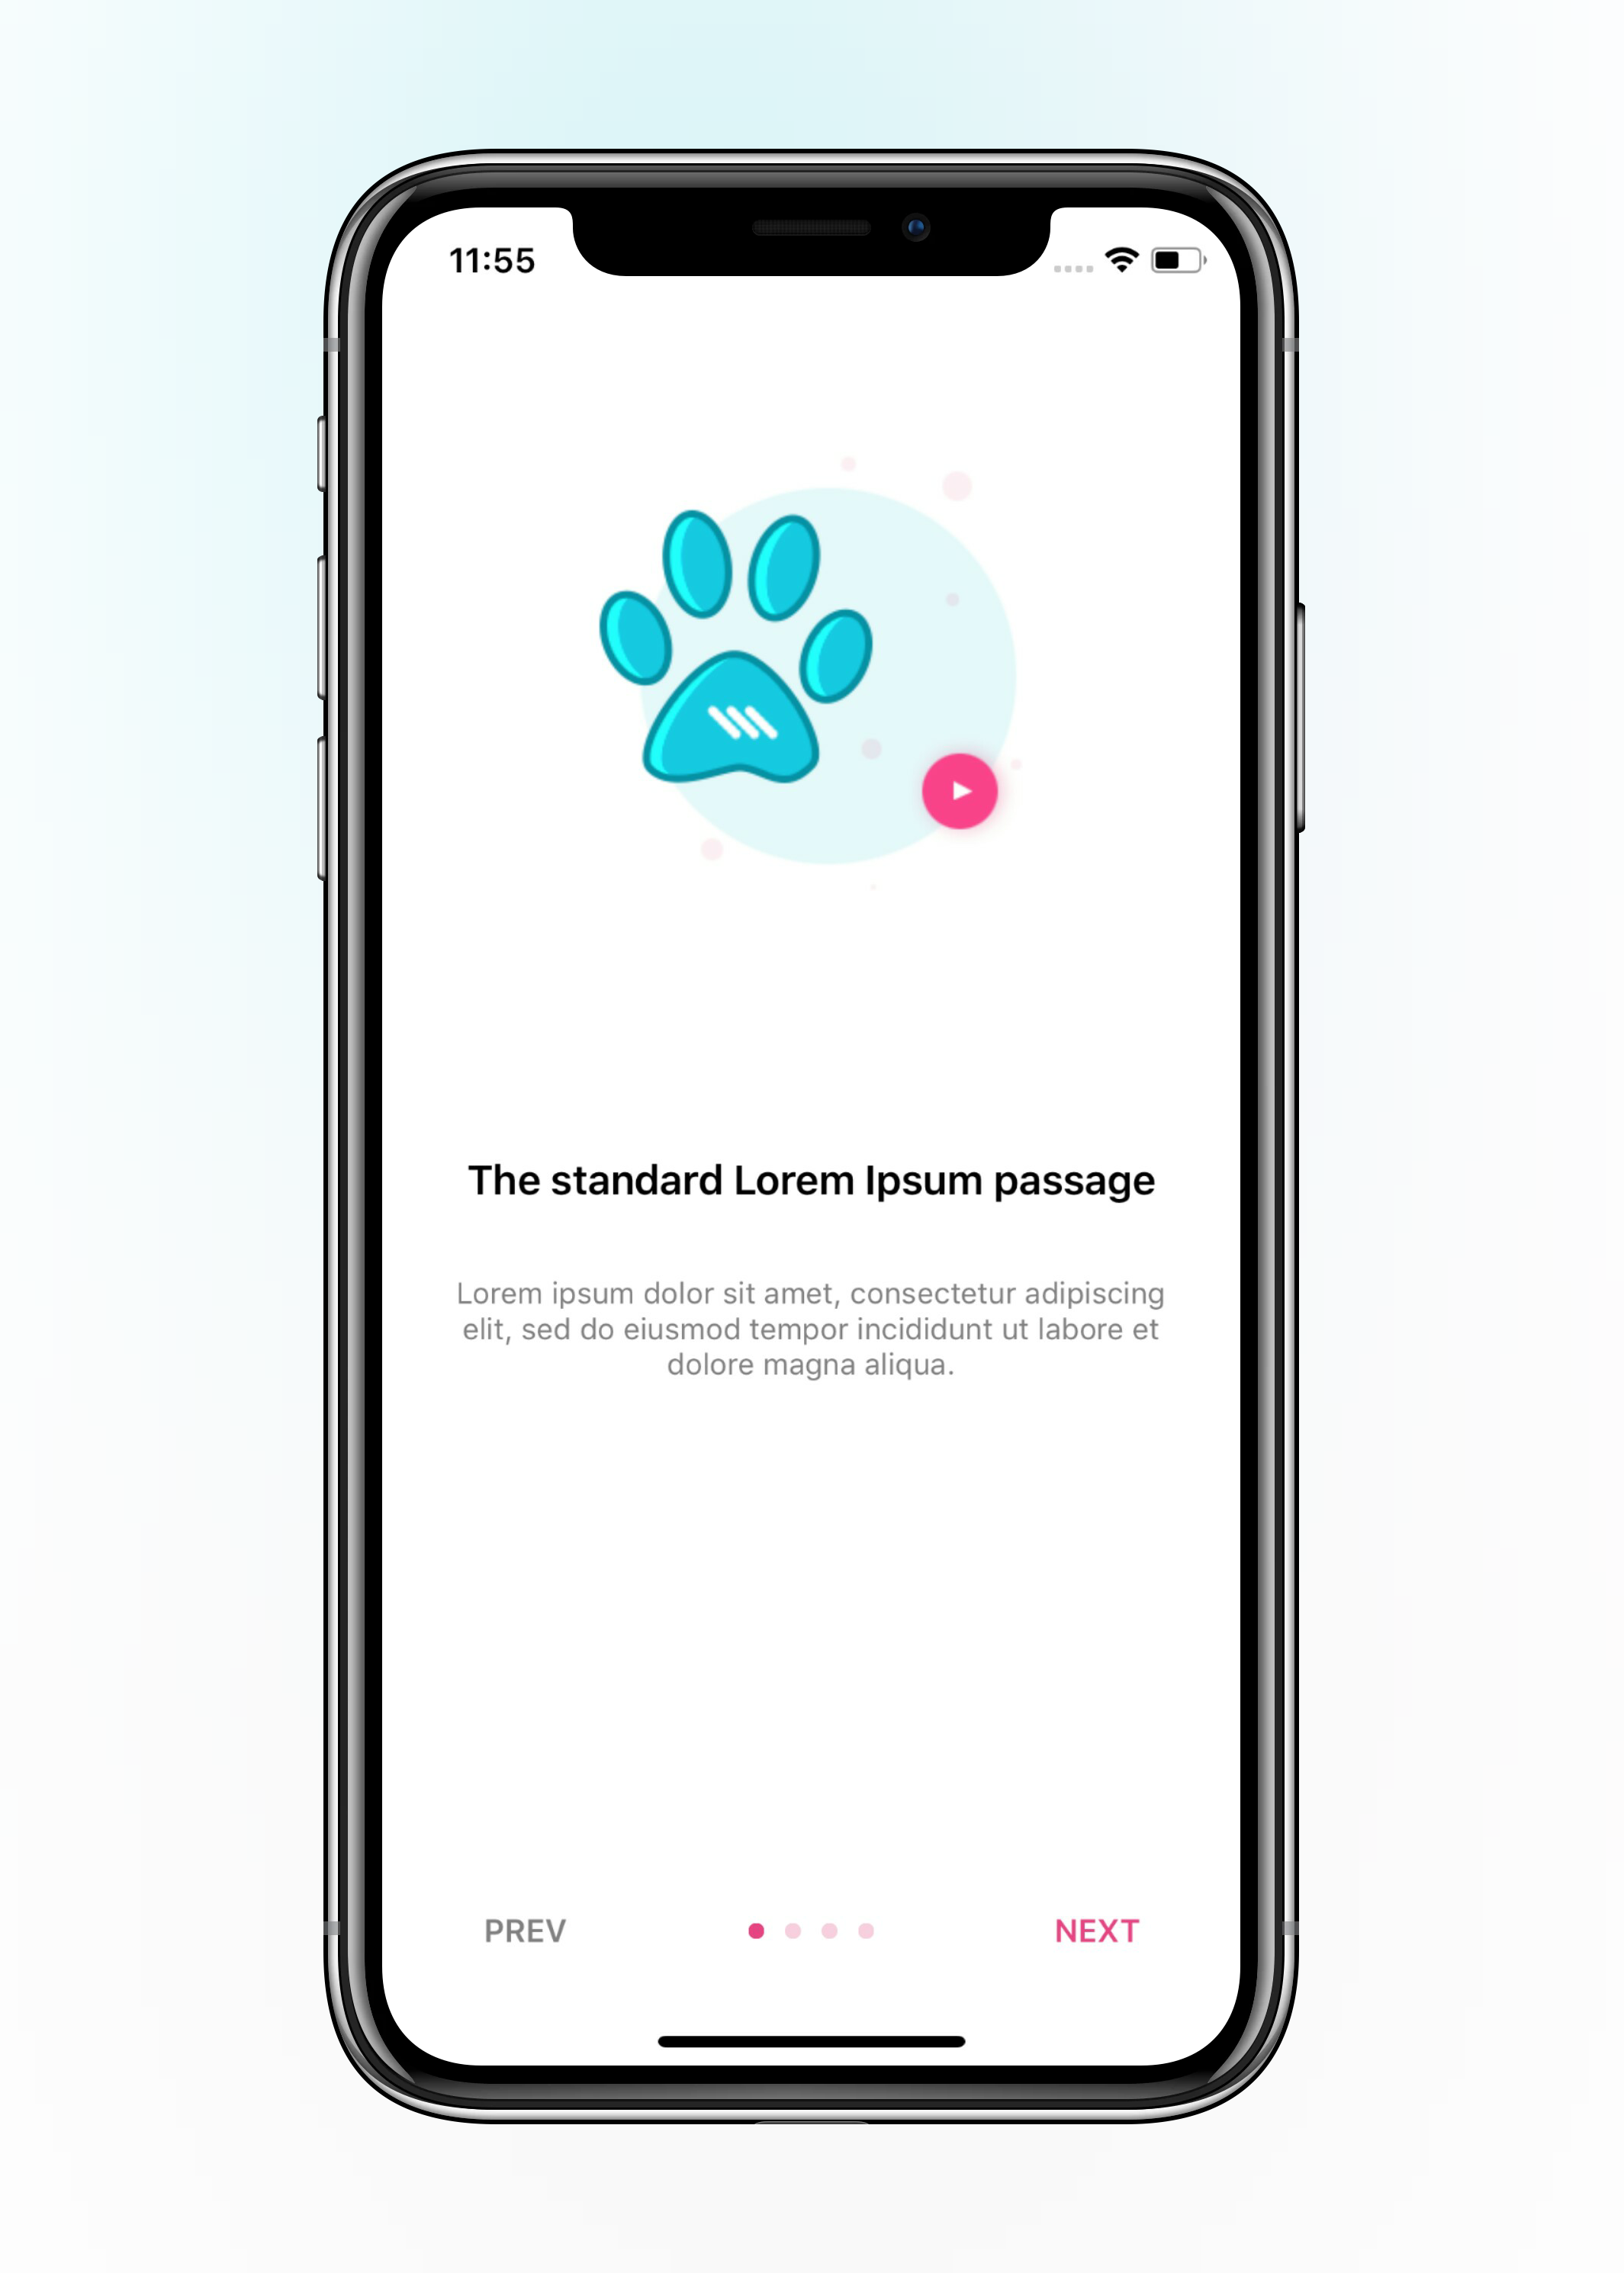 11:55
The standard Lorem Ipsum passage
Lorem ipsum dolor sit amet, consectetur adipiscing
elit, sed do eiusmod tempor incididunt ut labore et
dolore magna aliqua.
PREV
NEXT